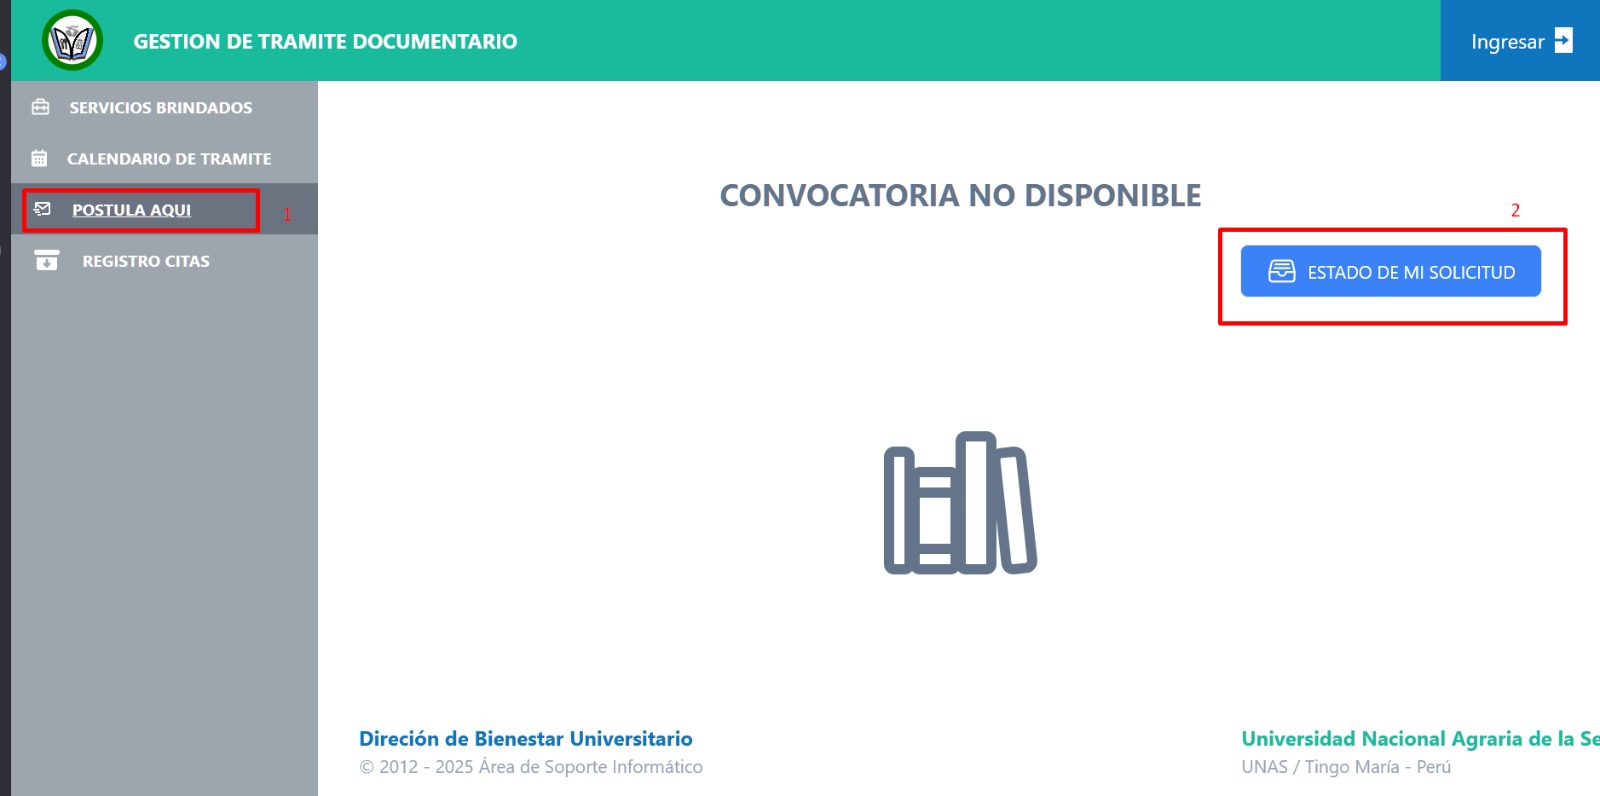 GESTION DE TRAMITE DOCUMENTARIO
Ingresar
SERVICIOS BRINDADOS
CALENDARIO DE TRAMITE
POSTULA AQUI
1
REGISTRO CITAS
CONVOCATORIA NO DISPONIBLE
2
ESTADO DE MI SOLICITUD
Direción de Bienestar Universitario
© 2012 - 2025 Área de Soporte Informático
Universidad Nacional Agraria de la Se
UNAS / Tingo María - Perú